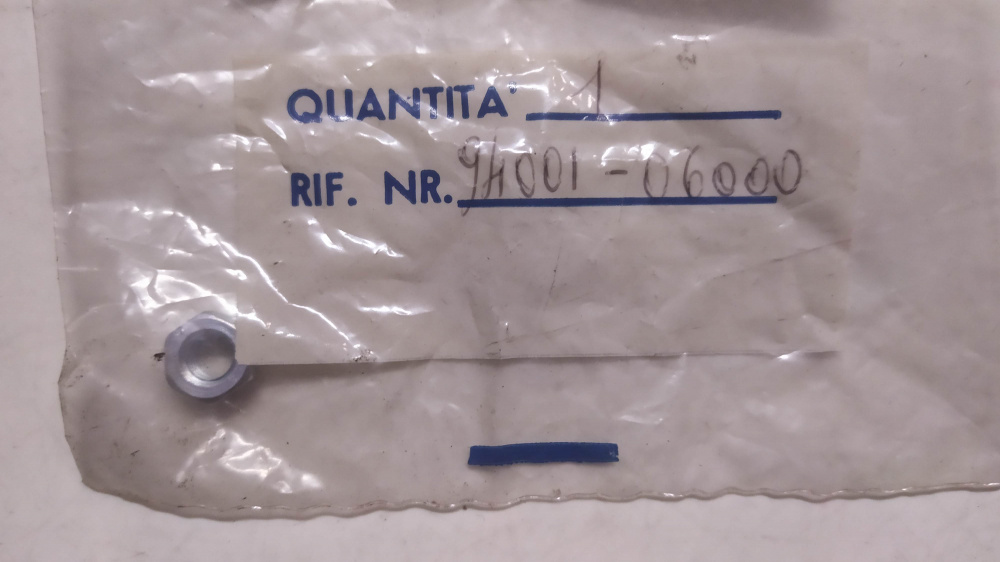 QUANTITA' 1
RIF. NR. 94001-06000